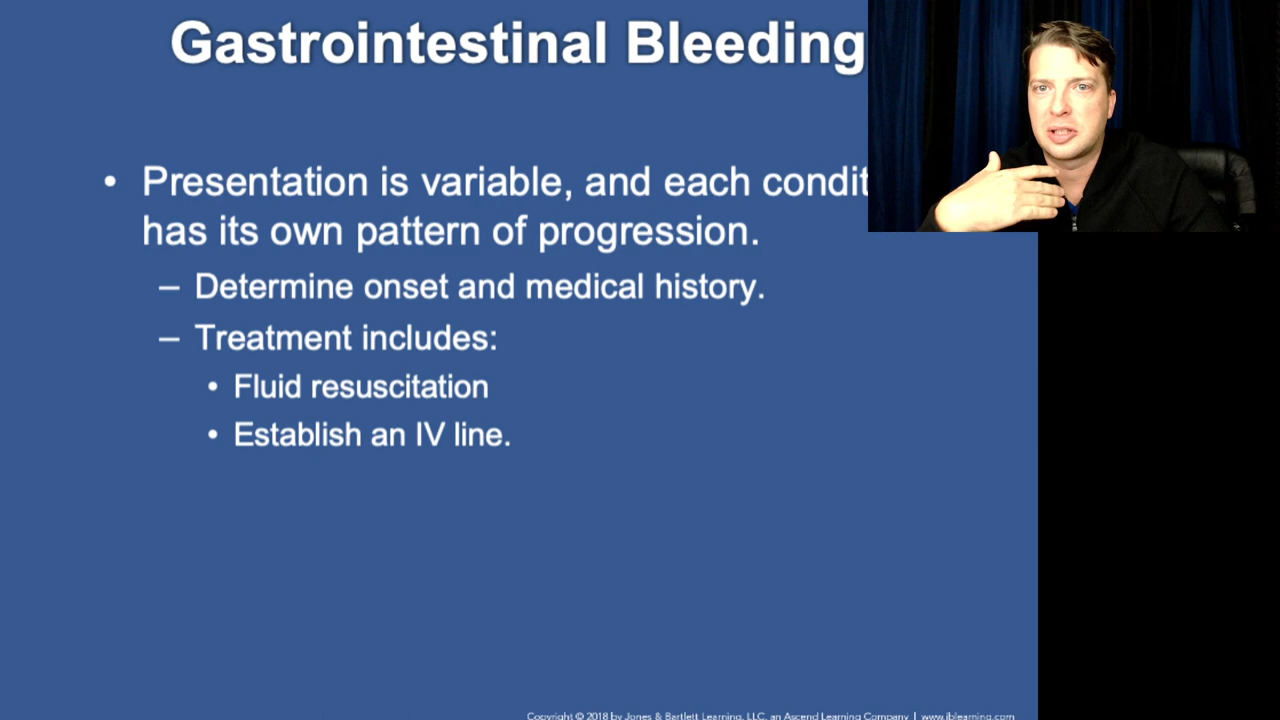 Gastrointestinal Bleeding
• Presentation is variable, and each condit
has its own pattern of progression.
– Determine onset and medical history.
– Treatment includes:
• Fluid resuscitation
• Establish an IV line.
Copyright © 2018 by Jones & Bartlett Learning, LLC, an Ascend Learning Company | www.jblearning.com